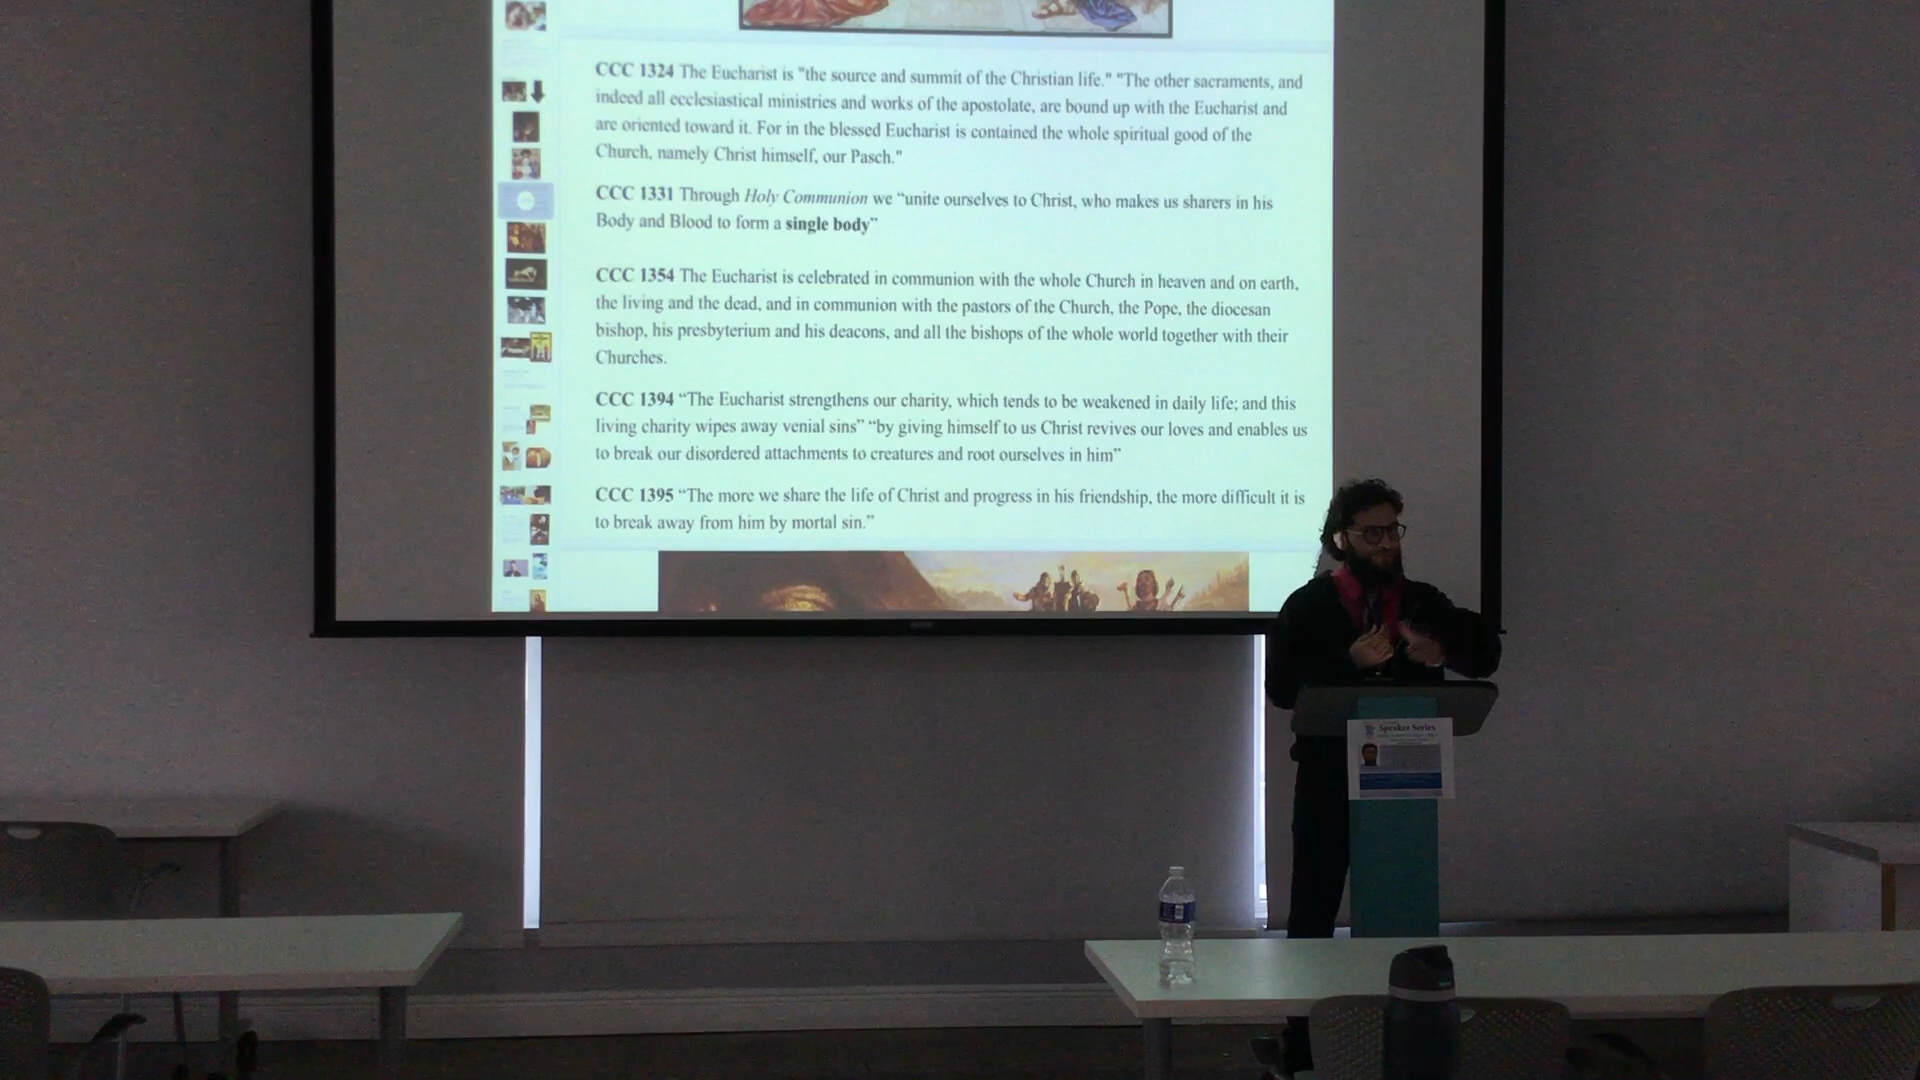 CCC 1324 The Eucharist is "the source and summit of the Christian life." "The other sacraments, and
indeed all ecclesiastical ministries and works of the apostolate, are bound up with the Eucharist and
are oriented toward it. For in the blessed Eucharist is contained the whole spiritual good of the
Church, namely Christ himself, our Pasch."
CCC 1331 Through Holy Communion we “unite ourselves to Christ, who makes us sharers in his
Body and Blood to form a single body”
CCC 1354 The Eucharist is celebrated in communion with the whole Church in heaven and on earth,
the living and the dead, and in communion with the pastors of the Church, the Pope, the diocesan
bishop, his presbyterium and his deacons, and all the bishops of the whole world together with their
Churches.
CCC 1394 “The Eucharist strengthens our charity, which tends to be weakened in daily life; and this
living charity wipes away venial sins” “by giving himself to us Christ revives our loves and enables us
to break our disordered attachments to creatures and root ourselves in him”
CCC 1395 “The more we share the life of Christ and progress in his friendship, the more difficult it is
to break away from him by mortal sin.”
Speaker Series